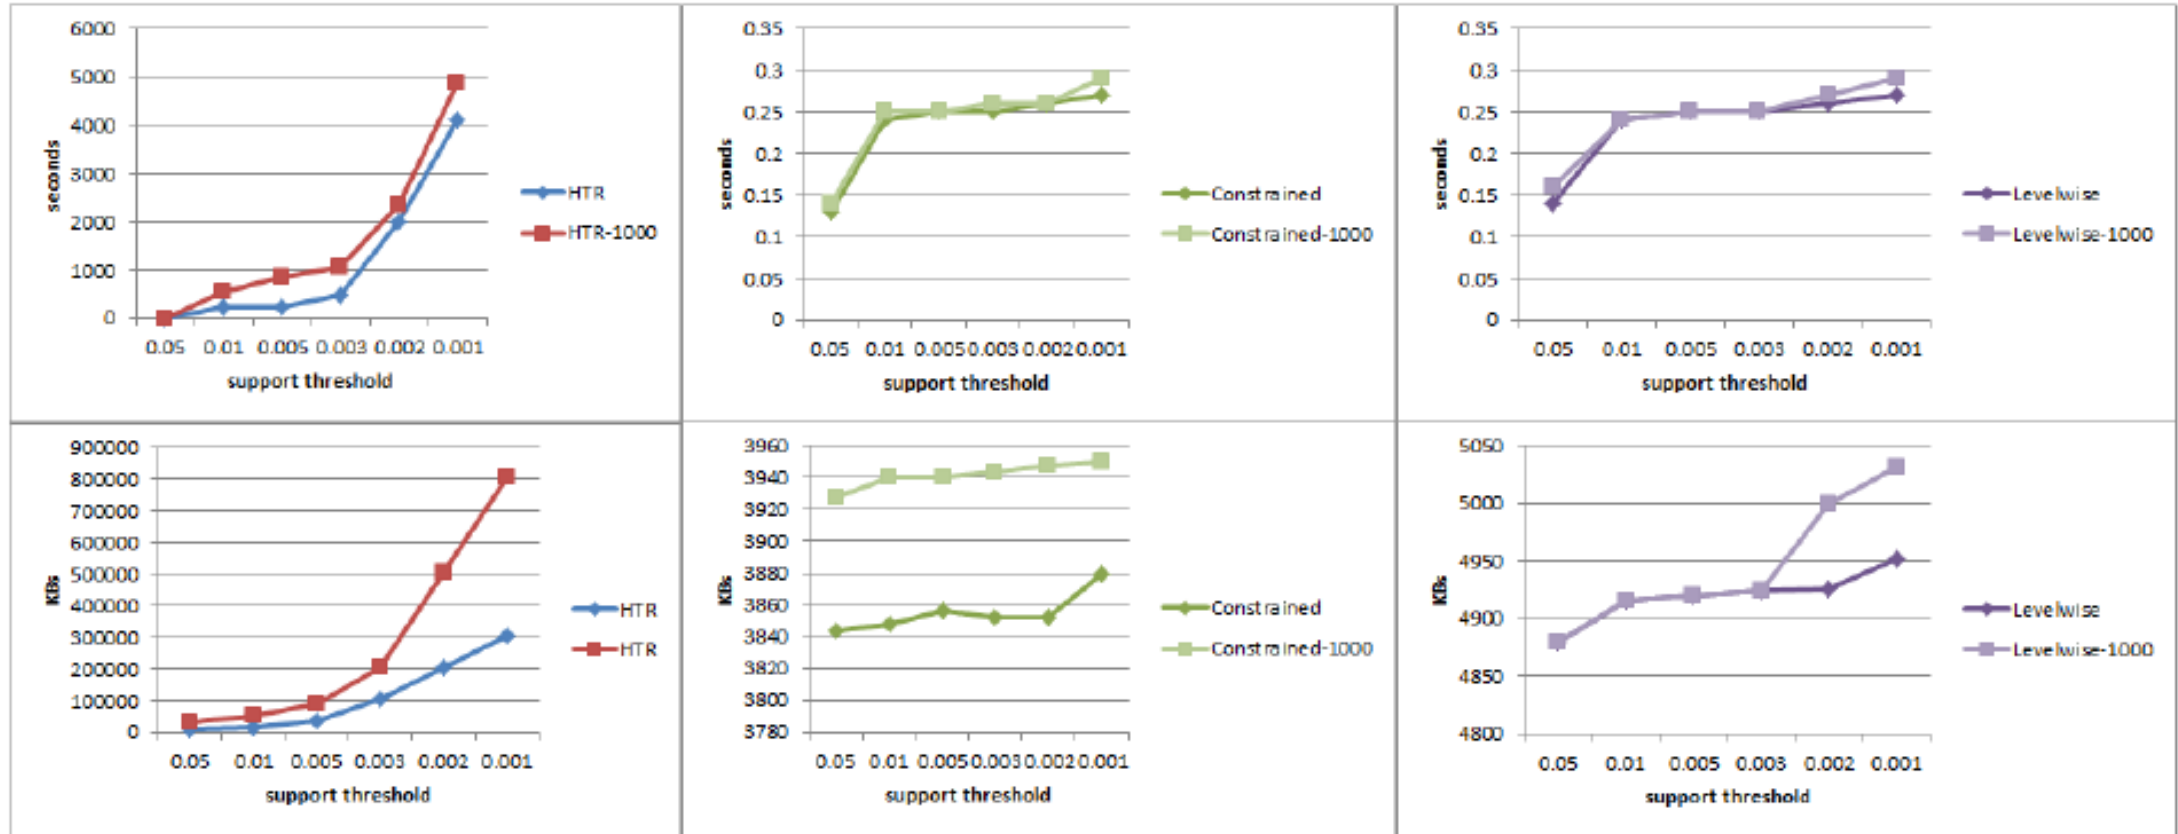 6000
5000
4000
3000
2000
1000
0
seconds
0.05 0.01 0.005 0.003 0.002 0.001
support threshold
HTR
HTR-1000
0.35
0.3
0.25
0.2
0.15
0.1
0.05
0
seconds
0.05 0.01 0.005 0.003 0.002 0.001
support threshold
Constrained
Constrained-1000
0.35
0.3
0.25
0.2
0.15
0.1
0.05
0
seconds
0.05 0.01 0.005 0.003 0.002 0.001
support threshold
Levelwise
Levelwise-1000
900000
800000
700000
600000
500000
400000
300000
200000
100000
0
KBs
0.05 0.01 0.005 0.003 0.002 0.001
support threshold
HTR
HTR
3960
3940
3920
3900
3880
3860
3840
3820
3800
3780
KBs
0.05 0.01 0.005 0.003 0.002 0.001
support threshold
Constrained
Constrained-1000
5050
5000
4950
4900
4850
4800
KBs
0.05 0.01 0.005 0.003 0.002 0.001
support threshold
Levelwise
Levelwise-1000